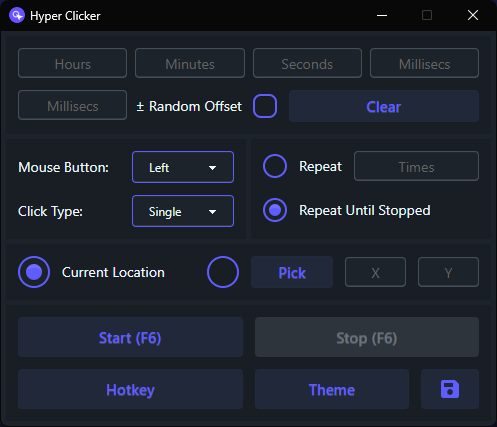 Hyper Clicker
Hours Minutes Seconds Millisecs
Millisecs ± Random Offset Clear
Mouse Button: Left
Click Type: Single
Repeat Times
Repeat Until Stopped
Current Location Pick X Y
Start (F6) Stop (F6)
Hotkey Theme